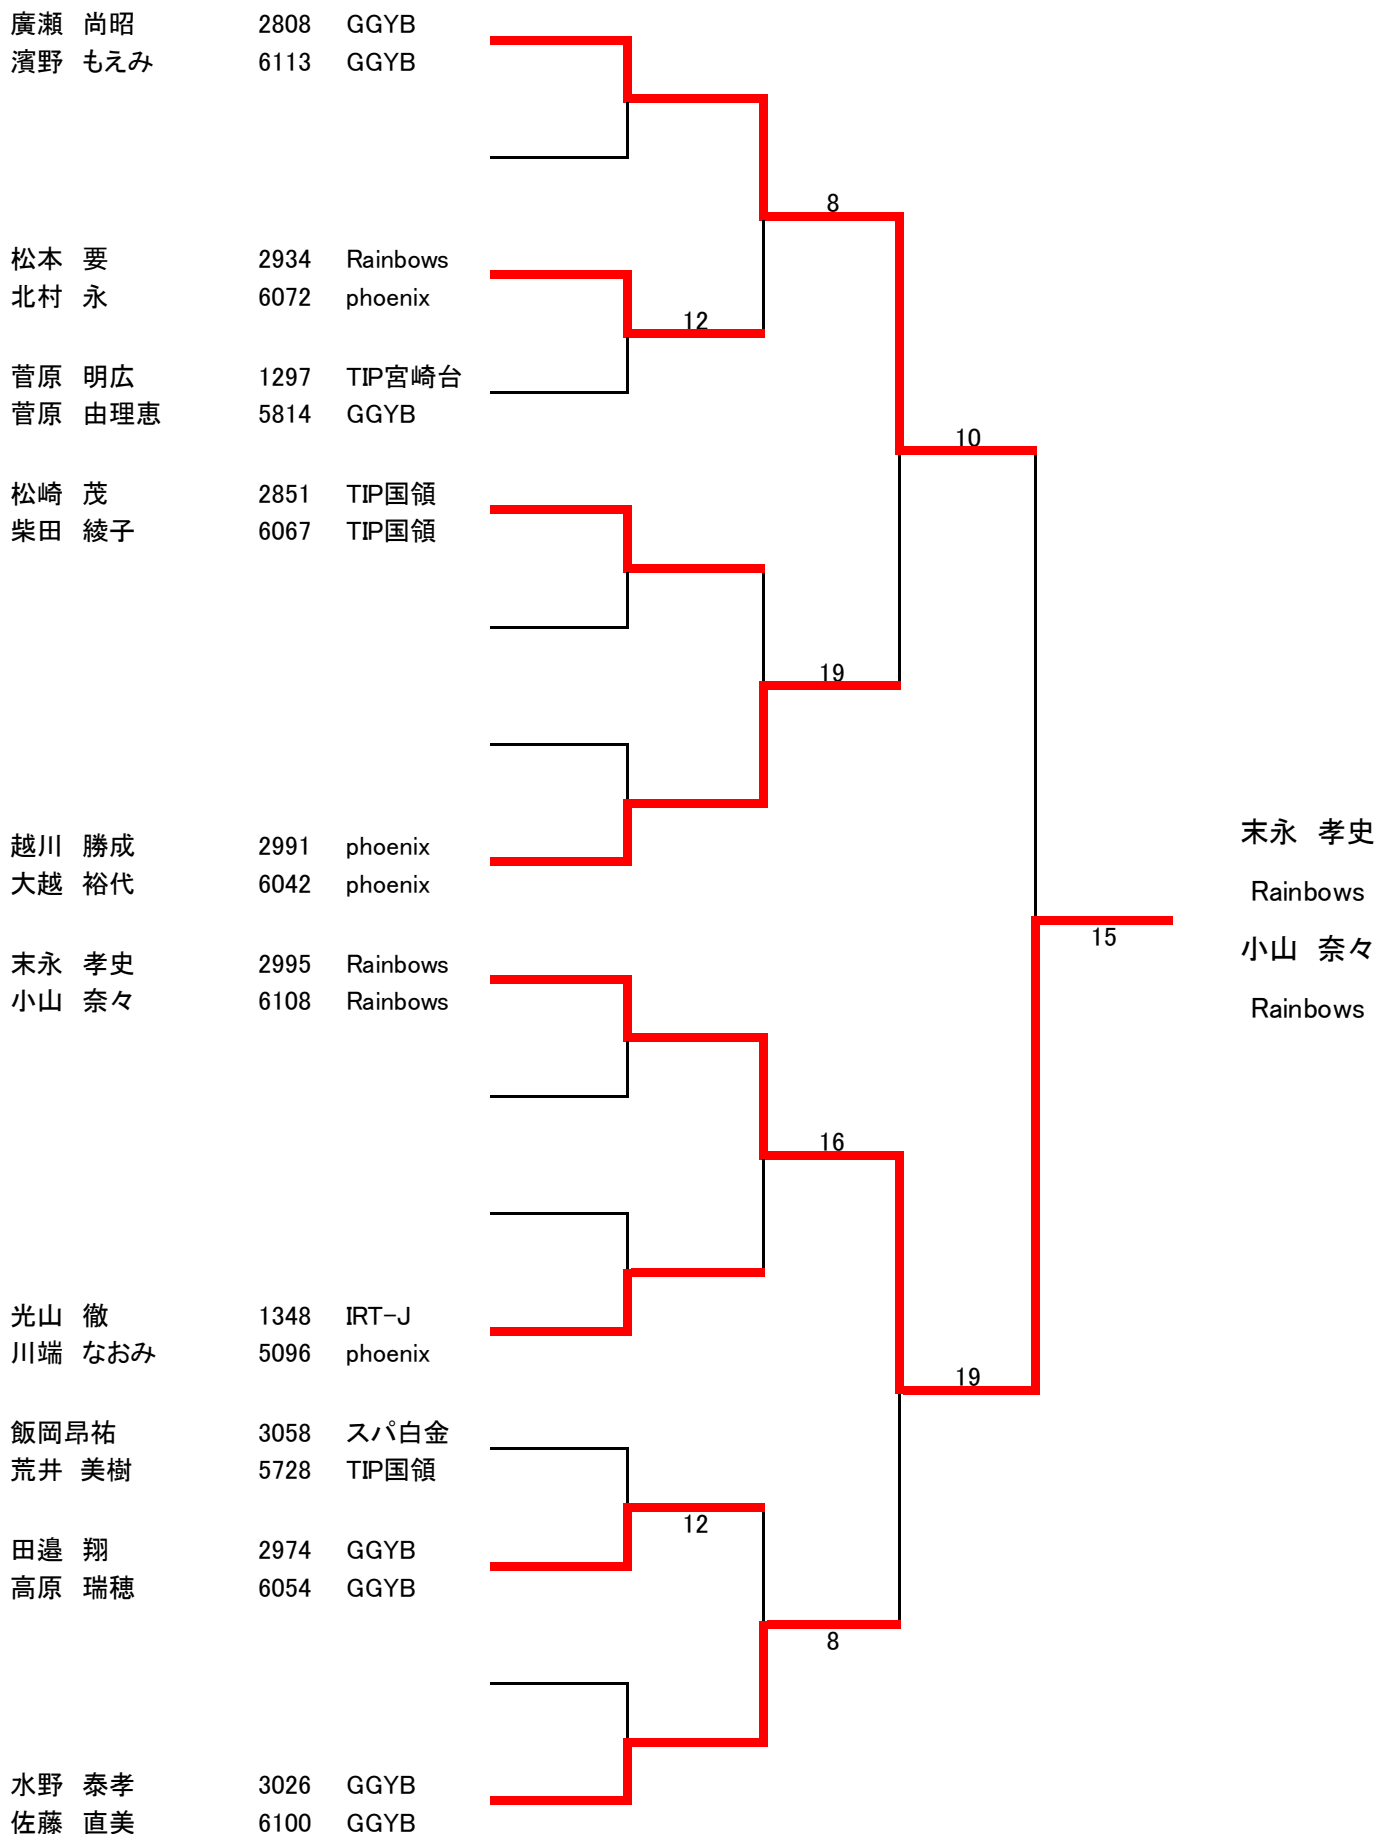 廣瀬 尚昭 2808 GGYB
濱野 もえみ 6113 GGYB
8
松本 要 2934 Rainbows
北村 永 6072 phoenix
12
菅原 明広 1297 TIP宮崎台
菅原 由理恵 5814 GGYB
10
松崎 茂 2851 TIP国領
柴田 綾子 6067 TIP国領
19
越川 勝成 2991 phoenix
大越 裕代 6042 phoenix
末永 孝史
Rainbows
15
小山 奈々
Rainbows
末永 孝史 2995 Rainbows
小山 奈々 6108 Rainbows
16
光山 徹 1348 IRT-J
川端 なおみ 5096 phoenix
19
飯岡昂祐 3058 スパ白金
荒井 美樹 5728 TIP国領
12
田邉 翔 2974 GGYB
高原 瑞穂 6054 GGYB
8
水野 泰孝 3026 GGYB
佐藤 直美 6100 GGYB